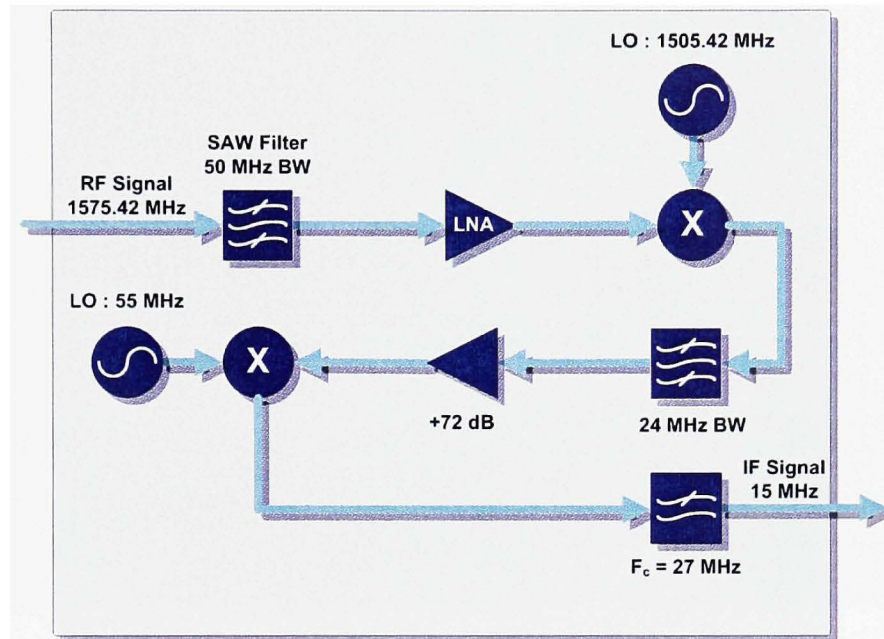 LO : 1505.42 MHz
SAW Filter
50 MHz BW
RF Signal
1575.42 MHz
LNA
X
LO : 55 MHz
X
+72 dB
24 MHz BW
IF Signal
15 MHz
Fc = 27 MHz